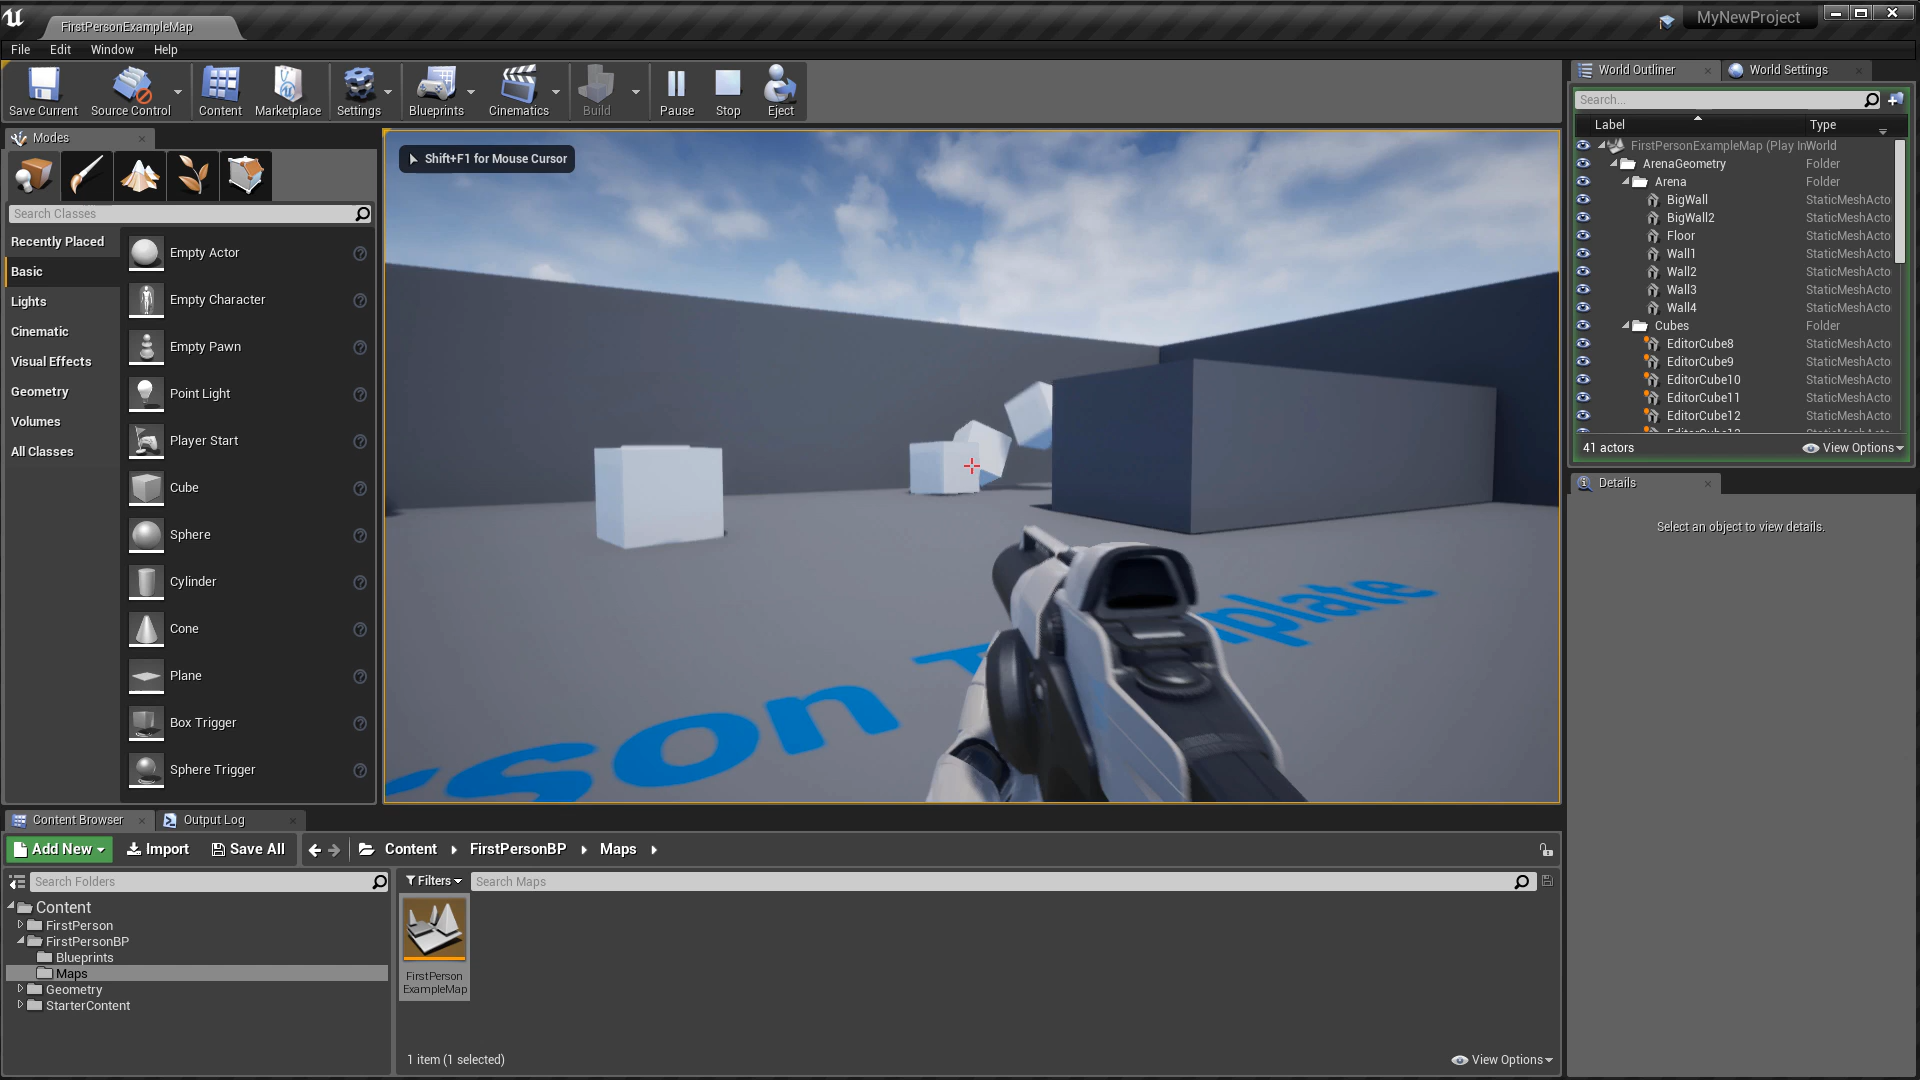 FirstPersonExampleMap
MyNewProject
File Edit Window Help
Save Current Source Control Content Marketplace Settings Blueprints Cinematics Build Pause Stop Eject
Modes
Search Classes
Recently Placed
Basic
Lights
Cinematic
Visual Effects
Geometry
Volumes
All Classes
Empty Actor
Empty Character
Empty Pawn
Point Light
Player Start
Cube
Sphere
Cylinder
Cone
Plane
Box Trigger
Sphere Trigger
Shift+F1 for Mouse Cursor
rson T
mplate
World Outliner World Settings
Search...
Label Type
FirstPersonExampleMap (Play In World
ArenaGeometry Folder
Arena Folder
BigWall StaticMeshActo
BigWall2 StaticMeshActo
Floor StaticMeshActo
Wall1 StaticMeshActo
Wall2 StaticMeshActo
Wall3 StaticMeshActo
Wall4 StaticMeshActo
Cubes Folder
EditorCube8 StaticMeshActo
EditorCube9 StaticMeshActo
EditorCube10 StaticMeshActo
EditorCube11 StaticMeshActo
EditorCube12 StaticMeshActo
41 actors View Options
Details
Select an object to view details.
Content Browser Output Log
Add New Import Save All Content FirstPersonBP Maps
Search Folders
Content
FirstPerson
FirstPersonBP
Blueprints
Maps
Geometry
StarterContent
Filters Search Maps
FirstPerson
ExampleMap
1 item (1 selected) View Options